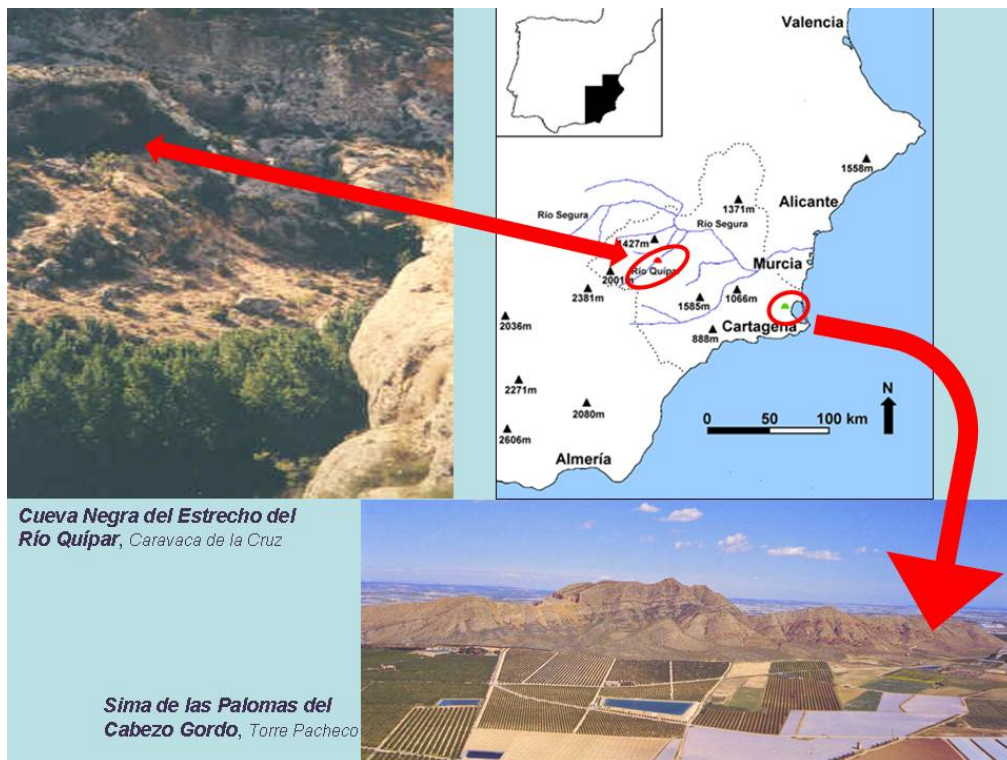 Valencia
1558m
1371m
Alicante
Río Segura
Río Segura
1427m
Murcia
Río Quípar
2001m
2381m
1585m
1066m
2036m
Cartagena
888m
2271m
2080m
N
0 50 100 km
2606m
Almería
Cueva Negra del Estrecho del
Río Quípar, Caravaca de la Cruz
Sima de las Palomas del
Cabezo Gordo, Torre Pacheco